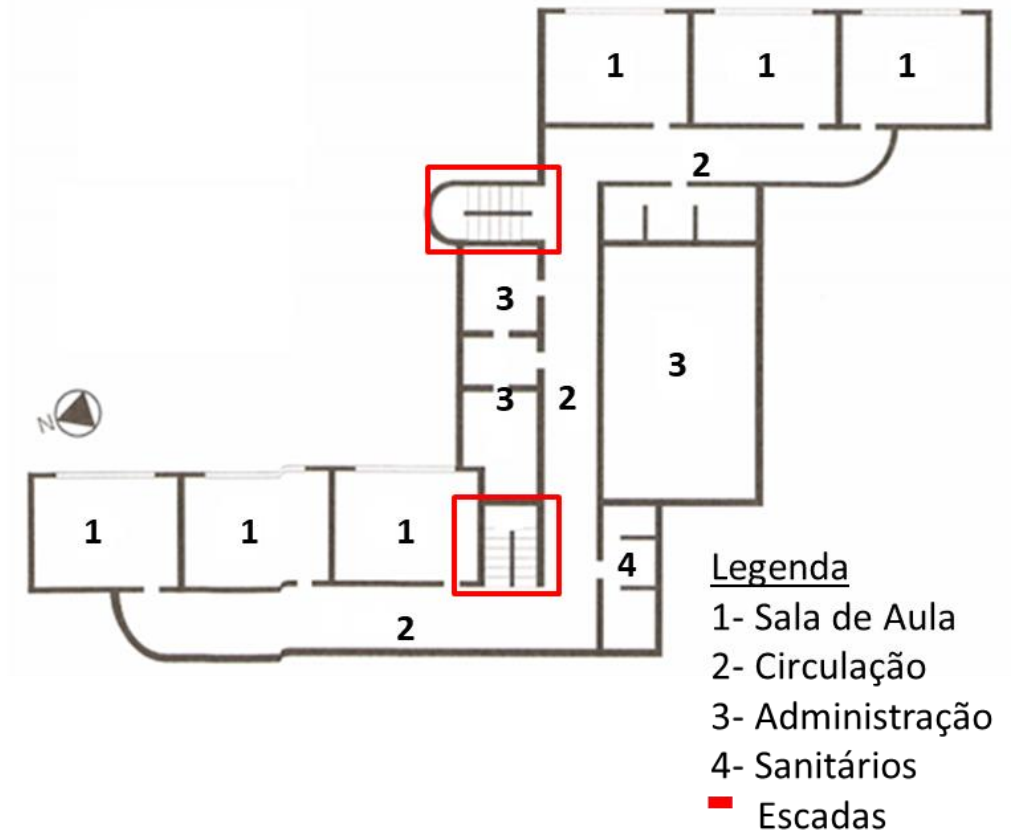 1 1 1
2
3
3
3 2
N
1 1 1
4
2
Legenda
1- Sala de Aula
2- Circulação
3- Administração
4- Sanitários
Escadas